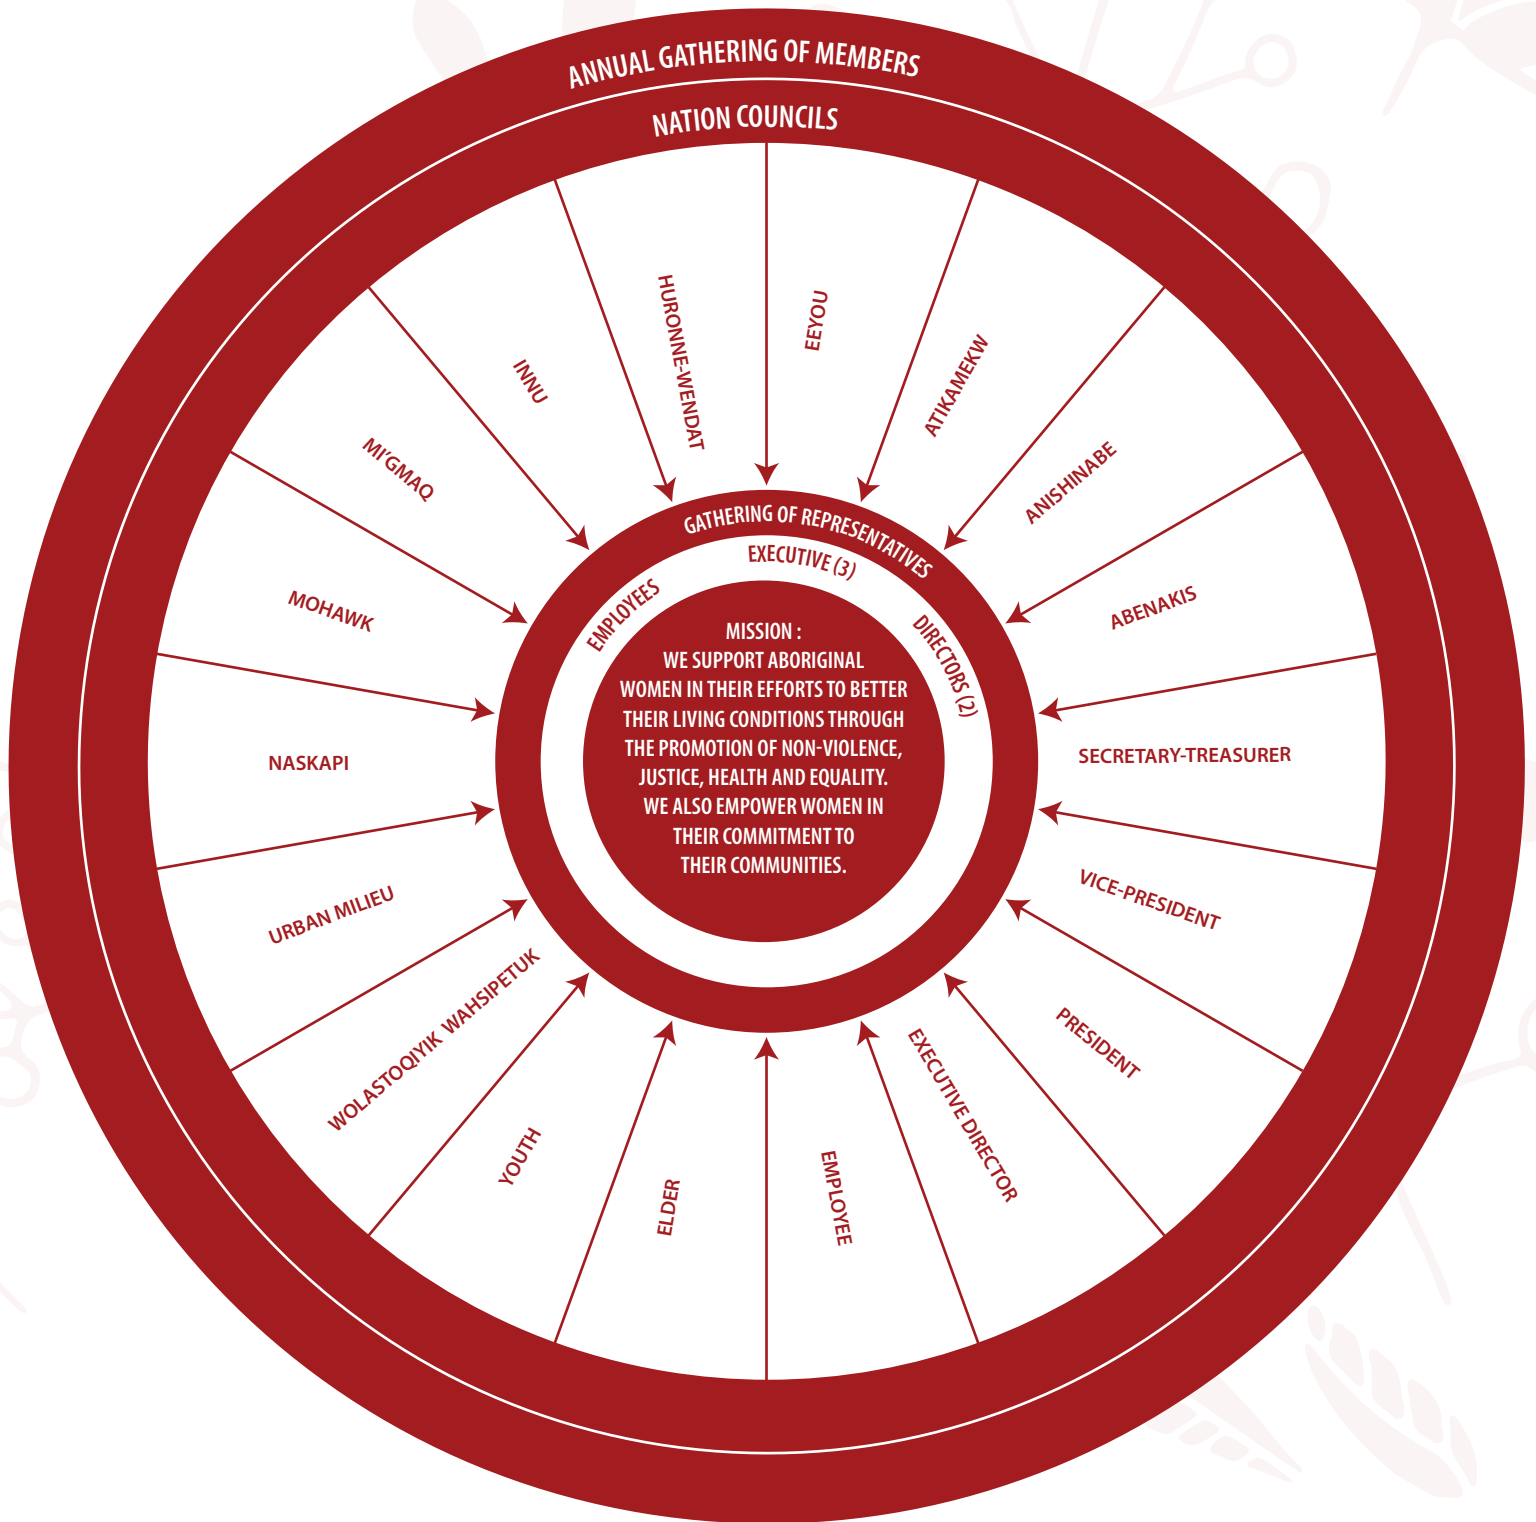 ANNUAL GATHERING OF MEMBERS
NATION COUNCILS
EEYOU
ATIKAMEKW
ANISHINABE
ABENAKIS
SECRETARY-TREASURER
VICE-PRESIDENT
PRESIDENT
EXECUTIVE DIRECTOR
EMPLOYEE
ELDER
YOUTH
WOLASTOQIYIK WAHSIPETUK
URBAN MILIEU
NASKAPI
MOHAWK
MI'GMAQ
INNU
HURONNE-WENDAT
GATHERING OF REPRESENTATIVES
EMPLOYEES
EXECUTIVE (3)
DIRECTORS (2)
MISSION :
WE SUPPORT ABORIGINAL
WOMEN IN THEIR EFFORTS TO BETTER
THEIR LIVING CONDITIONS THROUGH
THE PROMOTION OF NON-VIOLENCE,
JUSTICE, HEALTH AND EQUALITY.
WE ALSO EMPOWER WOMEN IN
THEIR COMMITMENT TO
THEIR COMMUNITIES.